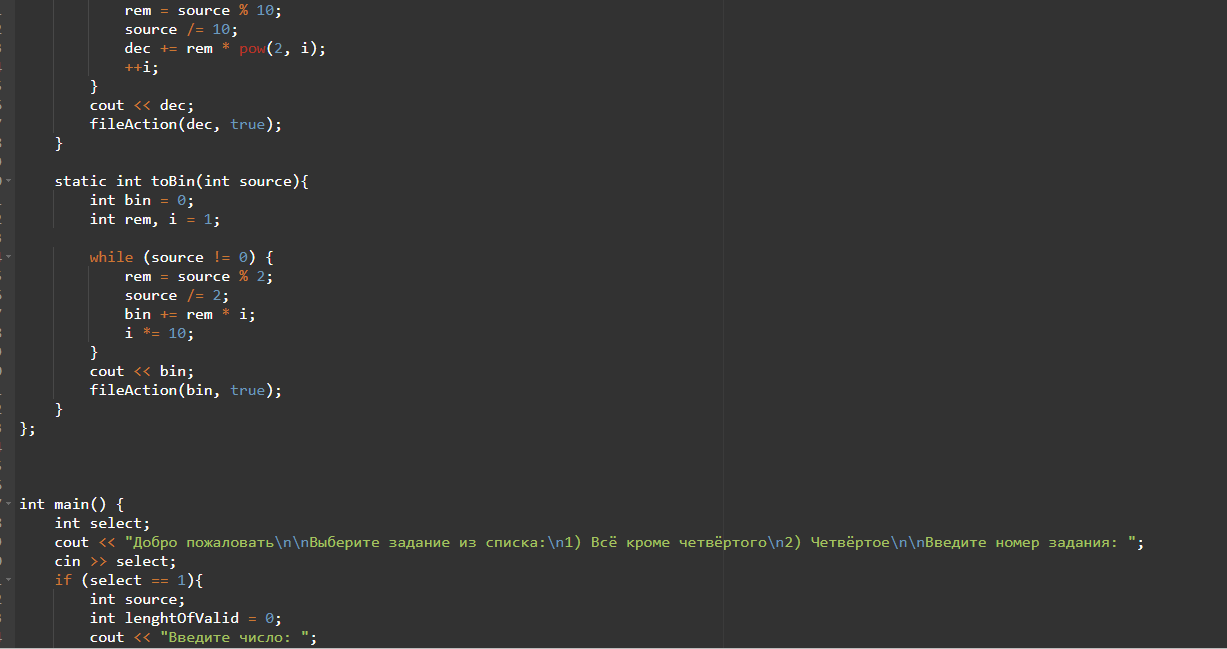 rem = source % 10;
source /= 10;
dec += rem * pow(2, i);
++i;
}
cout << dec;
fileAction(dec, true);
}
static int toBin(int source){
int bin = 0;
int rem, i = 1;
while (source != 0) {
rem = source % 2;
source /= 2;
bin += rem * i;
i *= 10;
}
cout << bin;
fileAction(bin, true);
}
};
int main() {
int select;
cout << "Добро пожаловать\n\nВыберите задание из списка:\n1) Всё кроме четвёртого\n2) Четвёртое\n\nВведите номер задания: ";
cin >> select;
if (select == 1){
int source;
int lenghtOfValid = 0;
cout << "Введите число: ";